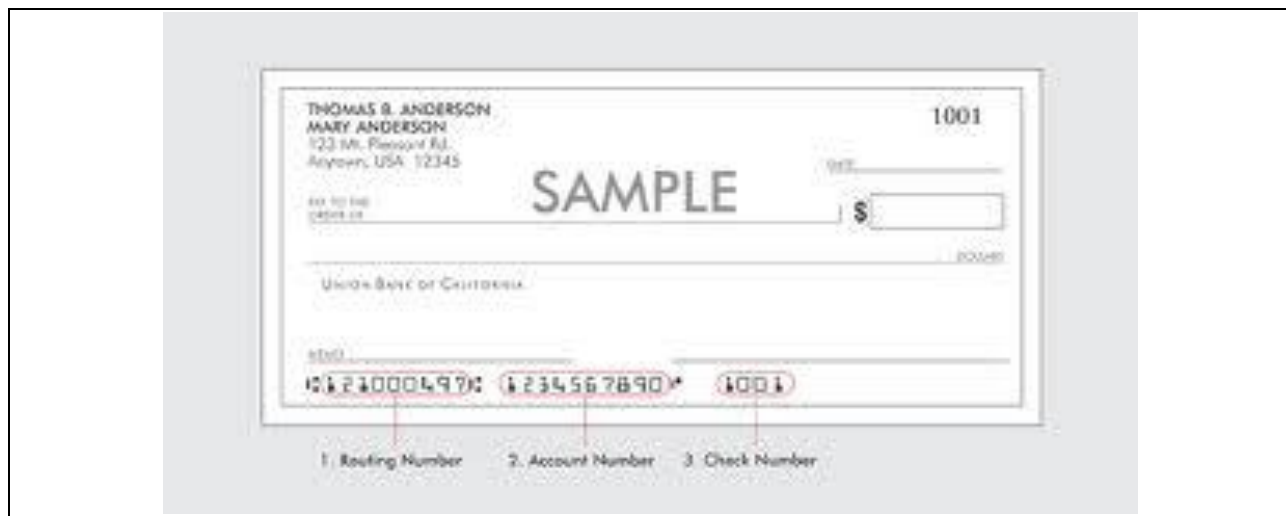 THOMAS B. ANDERSON
MARY ANDERSON
123 Mt. Pleasant Rd.
Anytown, USA 12345
1001
DATE
SAMPLE
PAY TO THE
ORDER OF
$
DOLLARS
UNION BANK OF CALIFORNIA
MEMO
⑆121000497⑆ 1234567890⑈ 1001
1. Routing Number 2. Account Number 3. Check Number